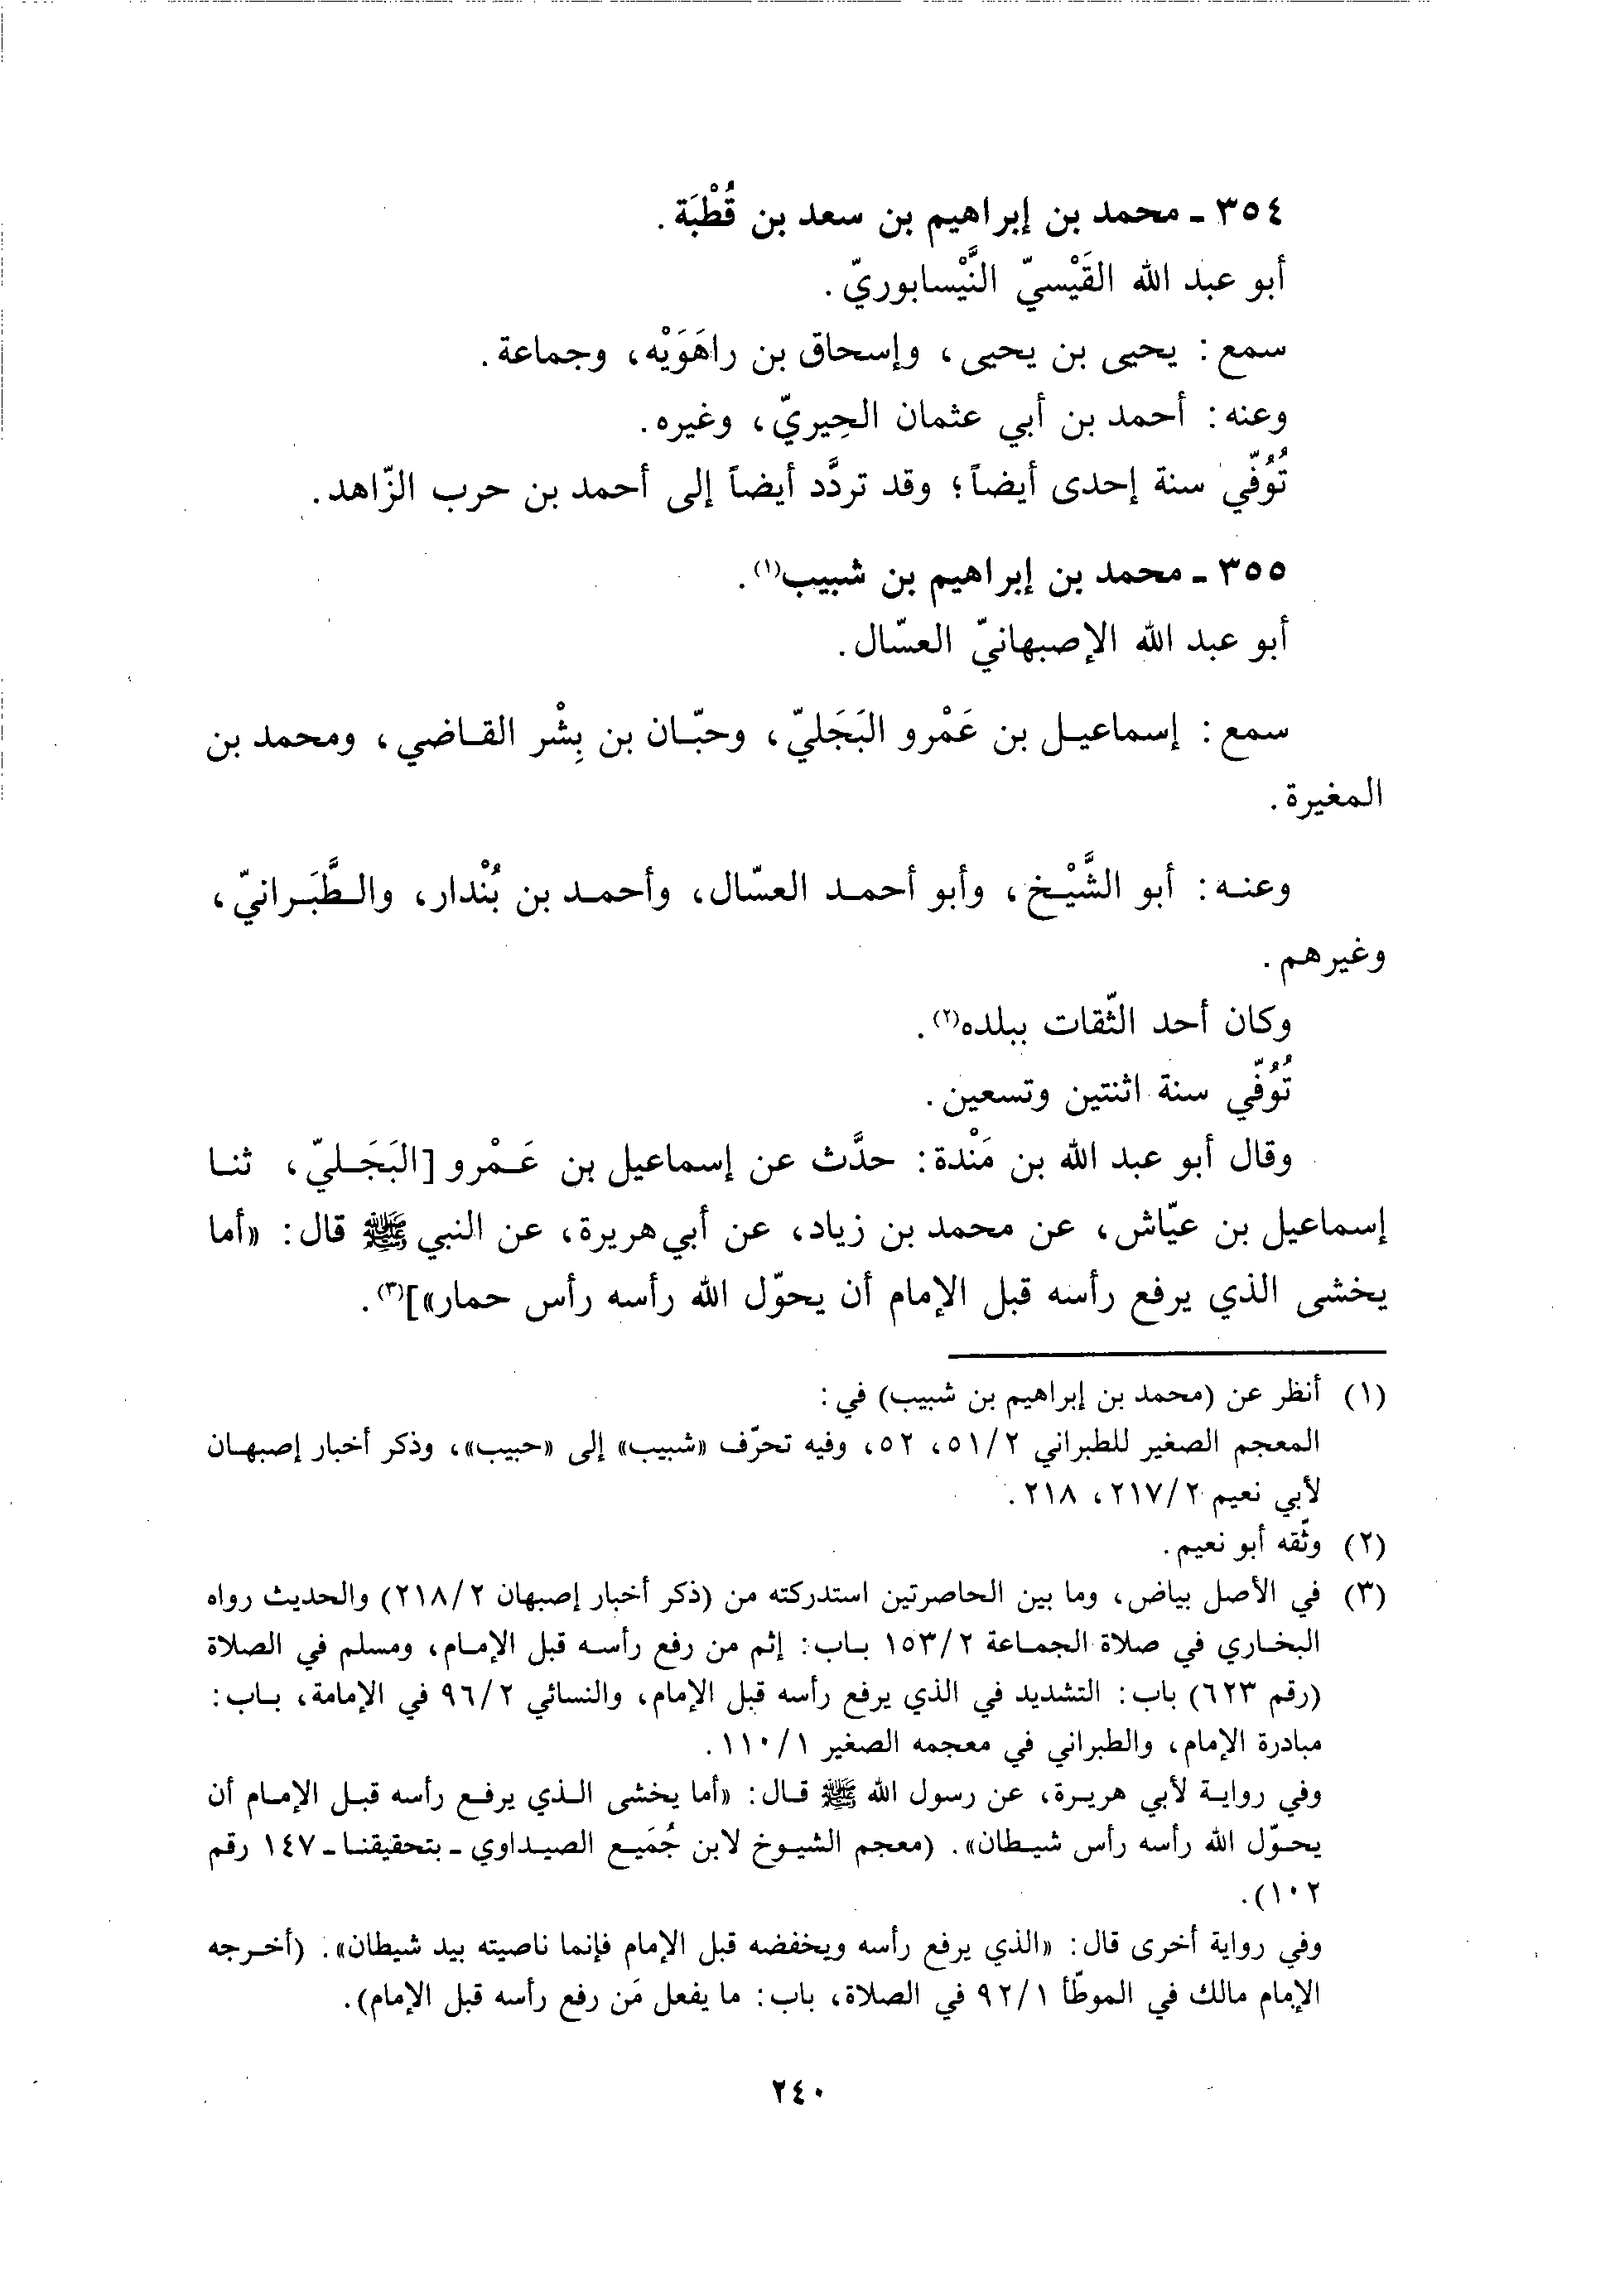 ٣٥٤ - محمد بن إبراهيم بن سعد بن قُطْبَة.
أبو عبد الله القَيْسيّ النَّيْسابوريّ.
سمع: يحيى بن يحيى، وإسحاق بن راهَوَيْه، وجماعة.
وعنه: أحمد بن أبي عثمان الحِيريّ، وغيره.
تُوُفّي سنة إحدى أيضاً؛ وقد تردَّد أيضاً إلى أحمد بن حرب الزّاهد.
٣٥٥ - محمد بن إبراهيم بن شبيب(١).
أبو عبد الله الإصبهانيّ العسّال.
سمع: إسماعيل بن عَمْرو البَجَليّ، وحبّان بن بِشْر القاضي، ومحمد بن
المغيرة.
وعنه: أبو الشَّيْخ، وأبو أحمد العسّال، وأحمد بن بُنْدار، والطَّبَرانيّ،
وغيرهم.
وكان أحد الثّقات ببلده(٢).
تُوُفّي سنة اثنتين وتسعين.
وقال أبو عبد الله بن مَنْدة: حدَّث عن إسماعيل بن عَمْرو [البَجَليّ، ثنا
إسماعيل بن عيّاش، عن محمد بن زياد، عن أبي هريرة، عن النبي ﷺ قال: «أما
يخشى الذي يرفع رأسه قبل الإمام أن يحوّل الله رأسه رأس حمار»](٣).
(١) أنظر عن (محمد بن إبراهيم بن شبيب) في:
المعجم الصغير للطبراني ٥١/٢، ٥٢، وفيه تحرّف «شبيب» إلى «حبيب»، وذكر أخبار إصبهان
لأبي نعيم ٢١٧/٢، ٢١٨.
(٢) وثّقه أبو نعيم.
(٣) في الأصل بياض، وما بين الحاصرتين استدركته من (ذكر أخبار إصبهان ٢١٨/٢) والحديث رواه
البخاري في صلاة الجماعة ١٥٣/٢ باب: إثم من رفع رأسه قبل الإمام، ومسلم في الصلاة
(رقم ٦٢٣) باب: التشديد في الذي يرفع رأسه قبل الإمام، والنسائي ٩٦/٢ في الإمامة، باب:
مبادرة الإمام، والطبراني في معجمه الصغير ١١٠/١.
وفي رواية لأبي هريرة، عن رسول الله ﷺ قال: «أما يخشى الذي يرفع رأسه قبل الإمام أن
يحوّل الله رأسه رأس شيطان». (معجم الشيوخ لابن جُمَيع الصيداوي - بتحقيقنا - ١٤٧ رقم
١٠٢).
وفي رواية أخرى قال: «الذي يرفع رأسه ويخفضه قبل الإمام فإنما ناصيته بيد شيطان». (أخرجه
الإمام مالك في الموطّأ ٩٢/١ في الصلاة، باب: ما يفعل مَن رفع رأسه قبل الإمام).
٢٤٠